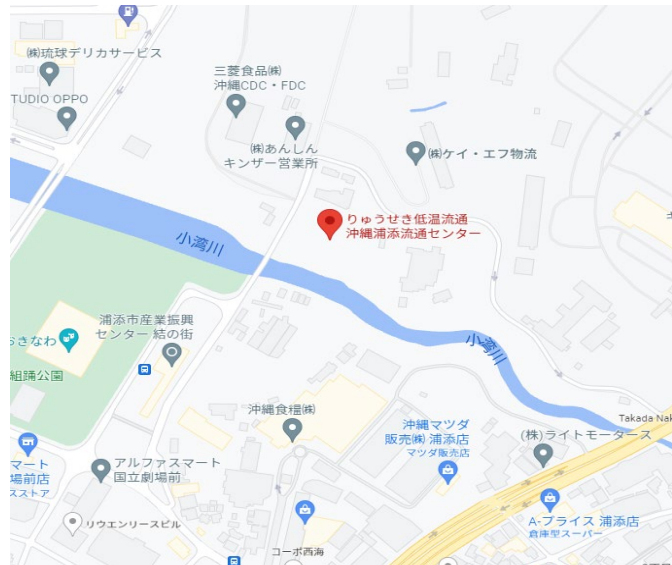 ㈱琉球デリカサービス
TUDIO OPPO
三菱食品㈱
沖縄CDC・FDC
㈱あんしん
キンザー営業所
㈱ケイ・エフ物流
りゅうせき低温流通
沖縄浦添流通センター
小湾川
小湾川
浦添市産業振興
センター 結の街
おきなわ
組踊公園
沖縄食糧㈱
沖縄マツダ
販売㈱ 浦添店
マツダ販売店
Takada Nak
(株)ライトモータース
マート
場前店
スストア
アルファスマート
国立劇場前
リウエンリースビル
A-プライス 浦添店
倉庫型スーパー
コーポ西海